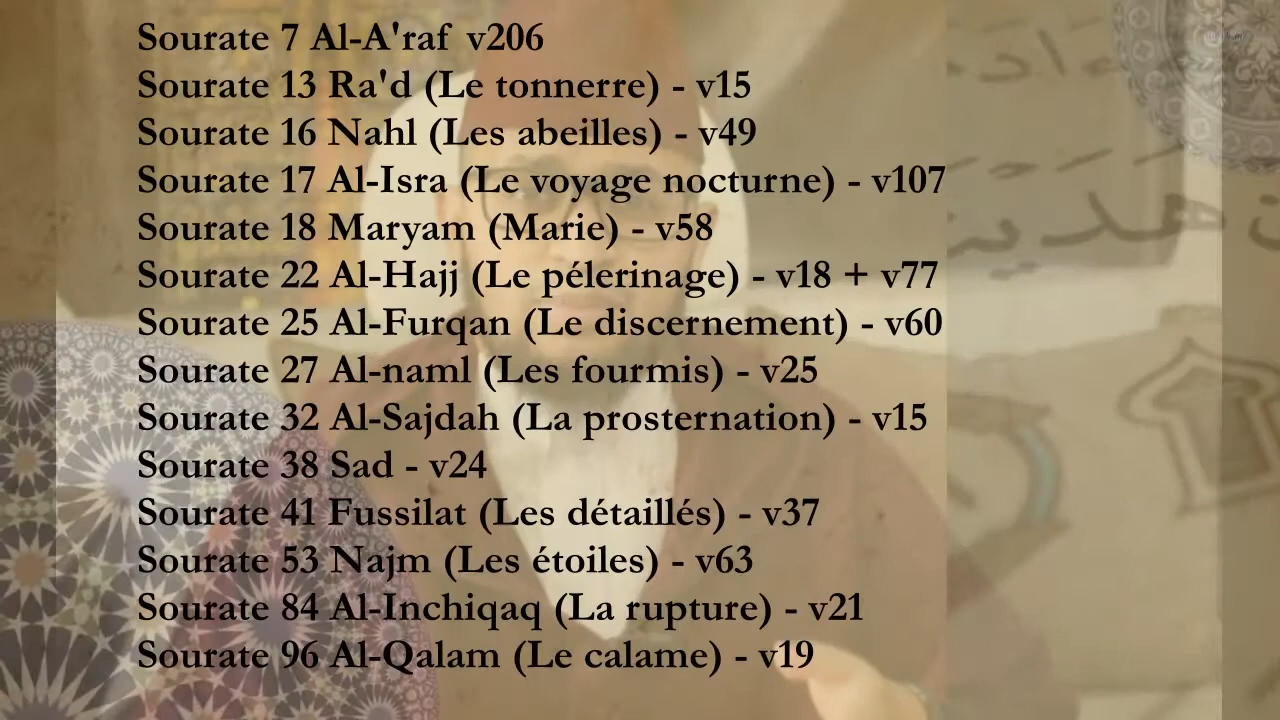 Sourate 7 Al-A'raf v206
Sourate 13 Ra'd (Le tonnerre) - v15
Sourate 16 Nahl (Les abeilles) - v49
Sourate 17 Al-Isra (Le voyage nocturne) - v107
Sourate 18 Maryam (Marie) - v58
Sourate 22 Al-Hajj (Le pélerinage) - v18 + v77
Sourate 25 Al-Furqan (Le discernement) - v60
Sourate 27 Al-naml (Les fourmis) - v25
Sourate 32 Al-Sajdah (La prosternation) - v15
Sourate 38 Sad - v24
Sourate 41 Fussilat (Les détaillés) - v37
Sourate 53 Najm (Les étoiles) - v63
Sourate 84 Al-Inchiqaq (La rupture) - v21
Sourate 96 Al-Qalam (Le calame) - v19